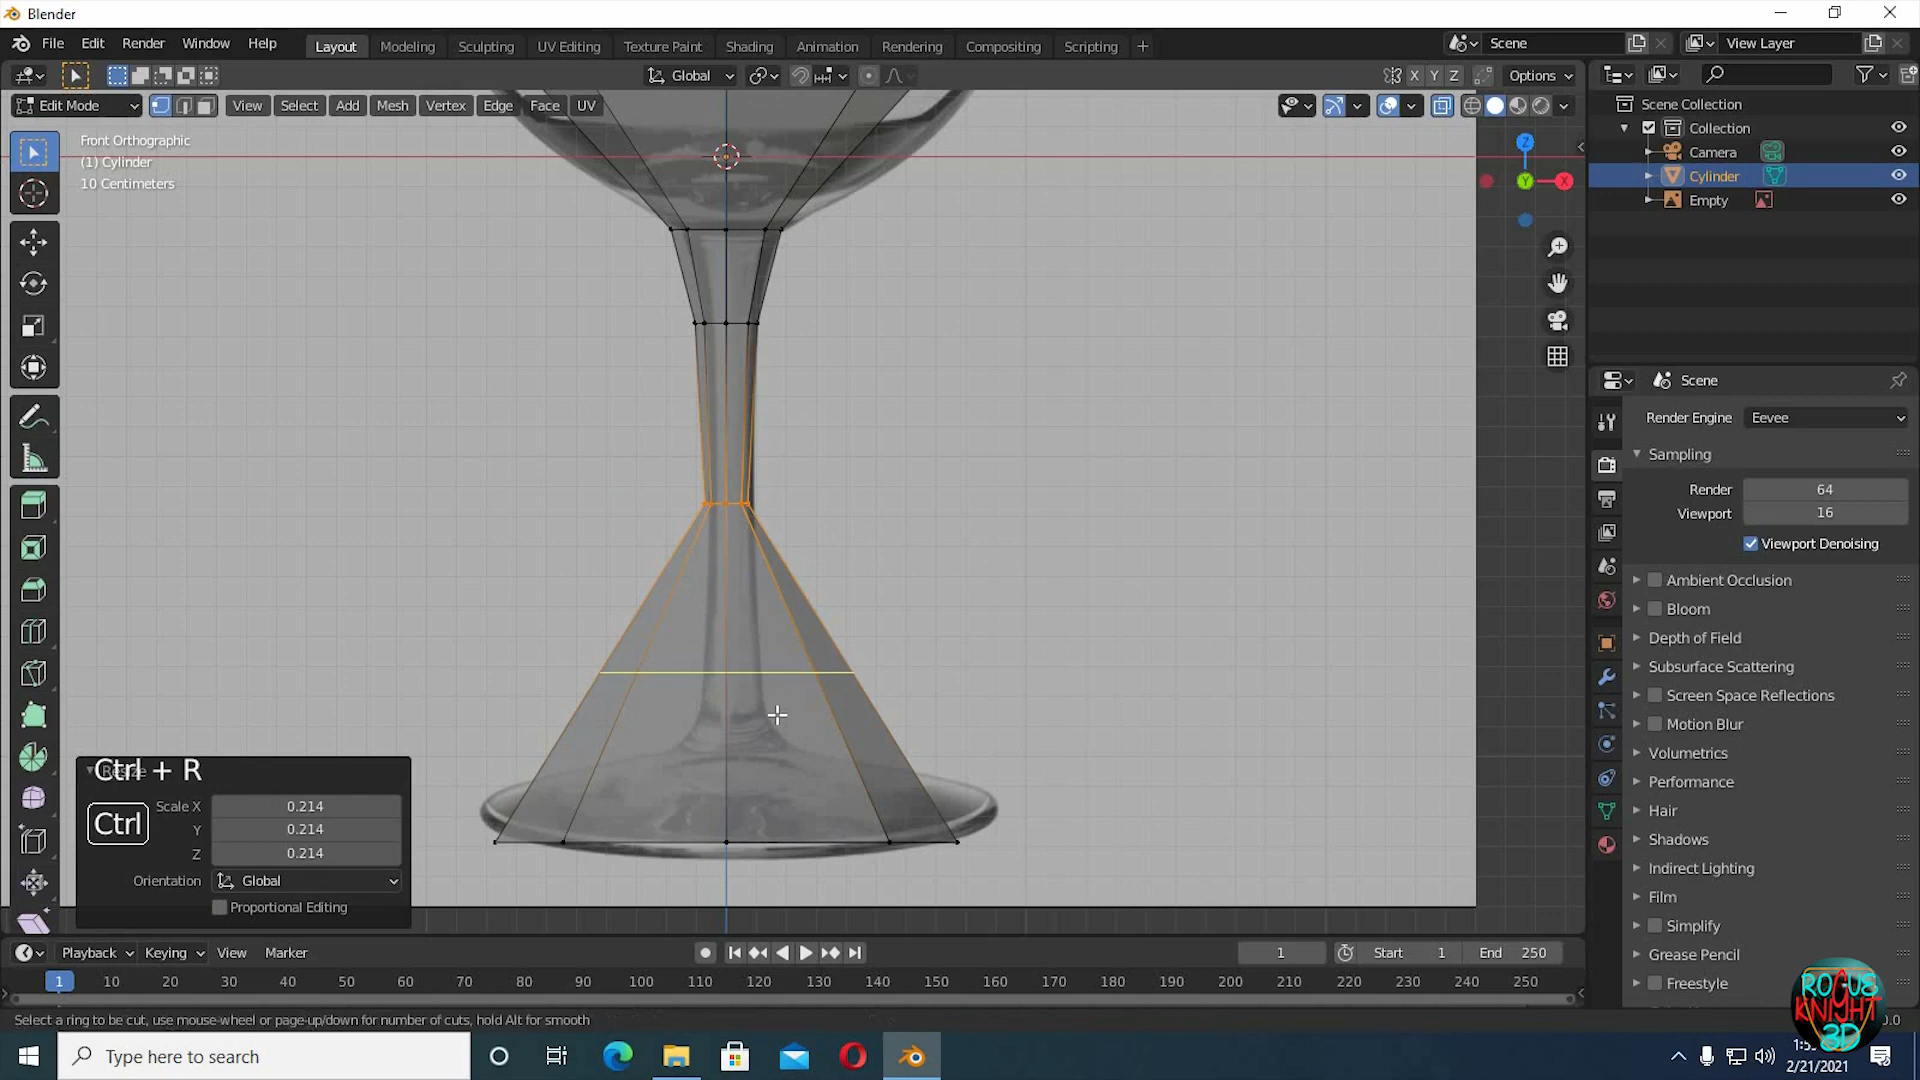 Blender
File Edit Render Window Help
Layout Modeling Sculpting UV Editing Texture Paint Shading Animation Rendering Compositing Scripting +
Scene
View Layer
Global
X Y Z Options
Edit Mode View Select Add Mesh Vertex Edge Face UV
Front Orthographic
(1) Cylinder
10 Centimeters
Z
Y
X
Scene Collection
Collection
Camera
Cylinder
Empty
Scene
Render Engine Eevee
Sampling
Render 64
Viewport 16
Viewport Denoising
Ambient Occlusion
Bloom
Depth of Field
Subsurface Scattering
Screen Space Reflections
Motion Blur
Volumetrics
Performance
Hair
Shadows
Indirect Lighting
Film
Simplify
Grease Pencil
Freestyle
Ctrl + R
Ctrl
Scale X 0.214
Y 0.214
Z 0.214
Orientation Global
Proportional Editing
Playback Keying View Marker
1 Start 1 End 250
1 10 20 30 40 50 60 70 80 90 100 110 120 130 140 150 160 170 180 190 200 210 220 230 240 250
Select a ring to be cut, use mouse-wheel or page-up/down for number of cuts, hold Alt for smooth
ROGUE
KNIGHT
3D
Type here to search
2/21/2021